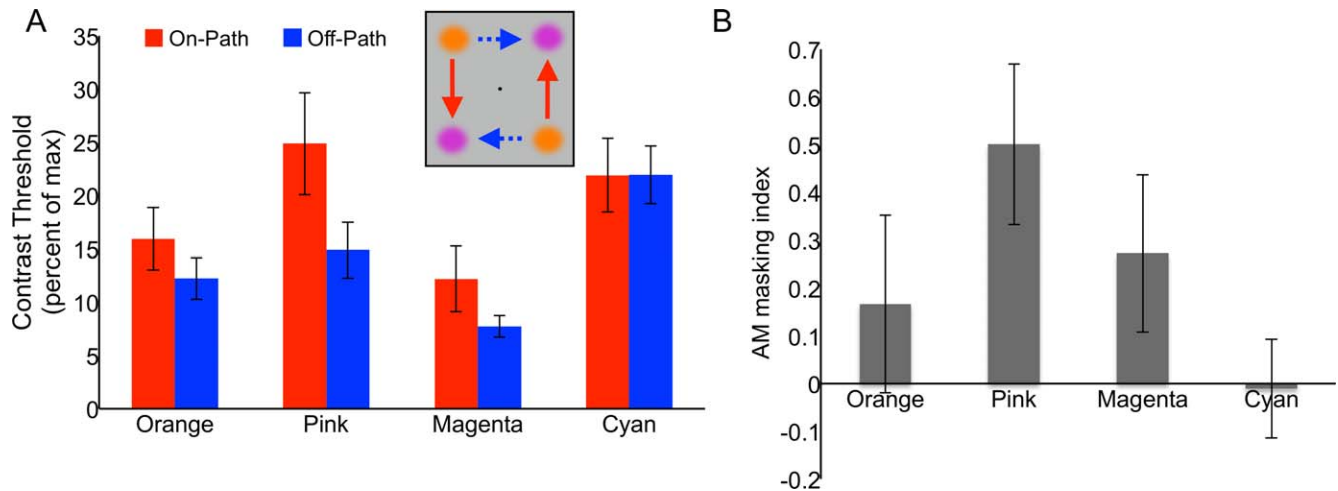 A
On-Path Off-Path
Contrast Threshold
(percent of max)
35
30
25
20
15
10
5
0
Orange Pink Magenta Cyan
B
AM masking index
0.7
0.6
0.5
0.4
0.3
0.2
0.1
0
-0.1
-0.2
Orange Pink Magenta Cyan